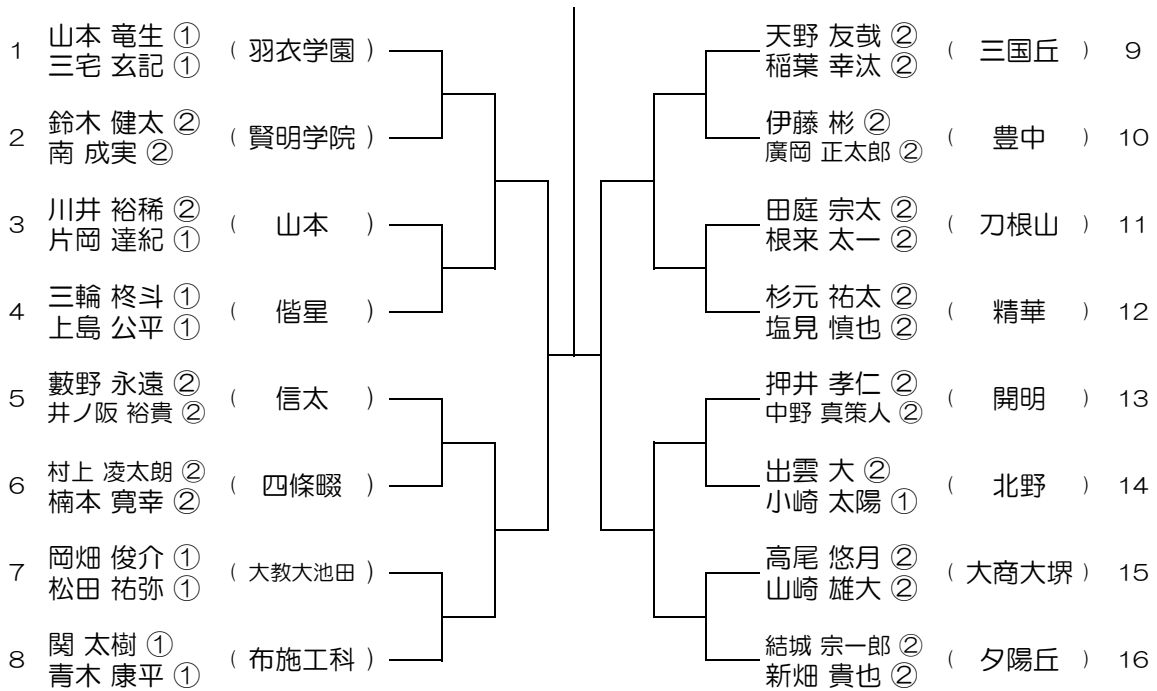 1 山本 竜生 ① ( 羽衣学園 )
三宅 玄記 ①
2 鈴木 健太 ② ( 賢明学院 )
南 成実 ②
3 川井 裕稀 ② ( 山本 )
片岡 達紀 ①
4 三輪 柊斗 ① ( 偕星 )
上島 公平 ①
5 藪野 永遠 ② ( 信太 )
井ノ阪 裕貴 ②
6 村上 凌太朗 ② ( 四條畷 )
楠本 寛幸 ②
7 岡畑 俊介 ① ( 大教大池田 )
松田 祐弥 ①
8 関 太樹 ① ( 布施工科 )
青木 康平 ①
天野 友哉 ② ( 三国丘 ) 9
稲葉 幸汰 ②
伊藤 彬 ② ( 豊中 ) 10
廣岡 正太郎 ②
田庭 宗太 ② ( 刀根山 ) 11
根来 太一 ②
杉元 祐太 ② ( 精華 ) 12
塩見 慎也 ②
押井 孝仁 ② ( 開明 ) 13
中野 真策人 ②
出雲 大 ② ( 北野 ) 14
小崎 太陽 ①
高尾 悠月 ② ( 大商大堺 ) 15
山崎 雄大 ②
結城 宗一郎 ② ( 夕陽丘 ) 16
新畑 貴也 ②